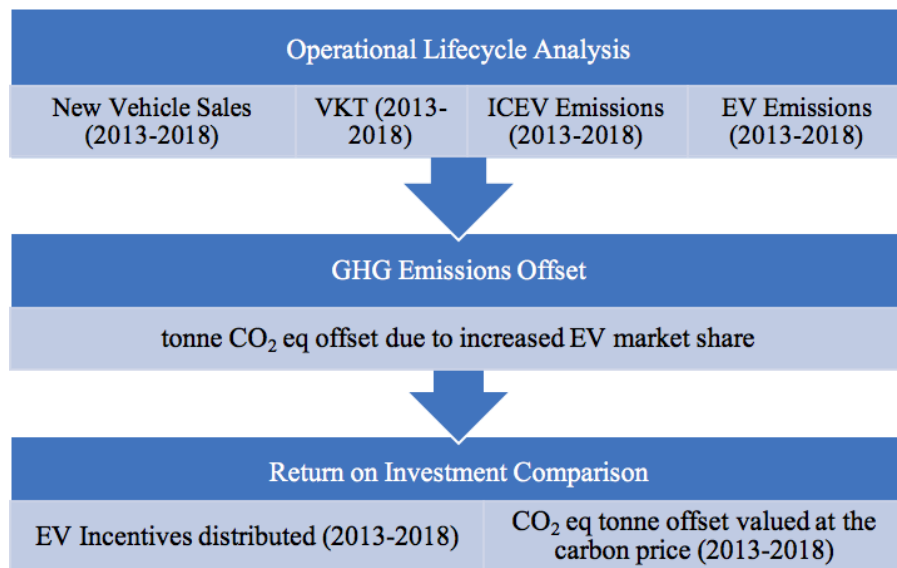 Operational Lifecycle Analysis
New Vehicle Sales
(2013-2018)
VKT (2013-
2018)
ICEV Emissions
(2013-2018)
EV Emissions
(2013-2018)
GHG Emissions Offset
tonne CO₂ eq offset due to increased EV market share
Return on Investment Comparison
EV Incentives distributed (2013-2018)
CO₂ eq tonne offset valued at the
carbon price (2013-2018)